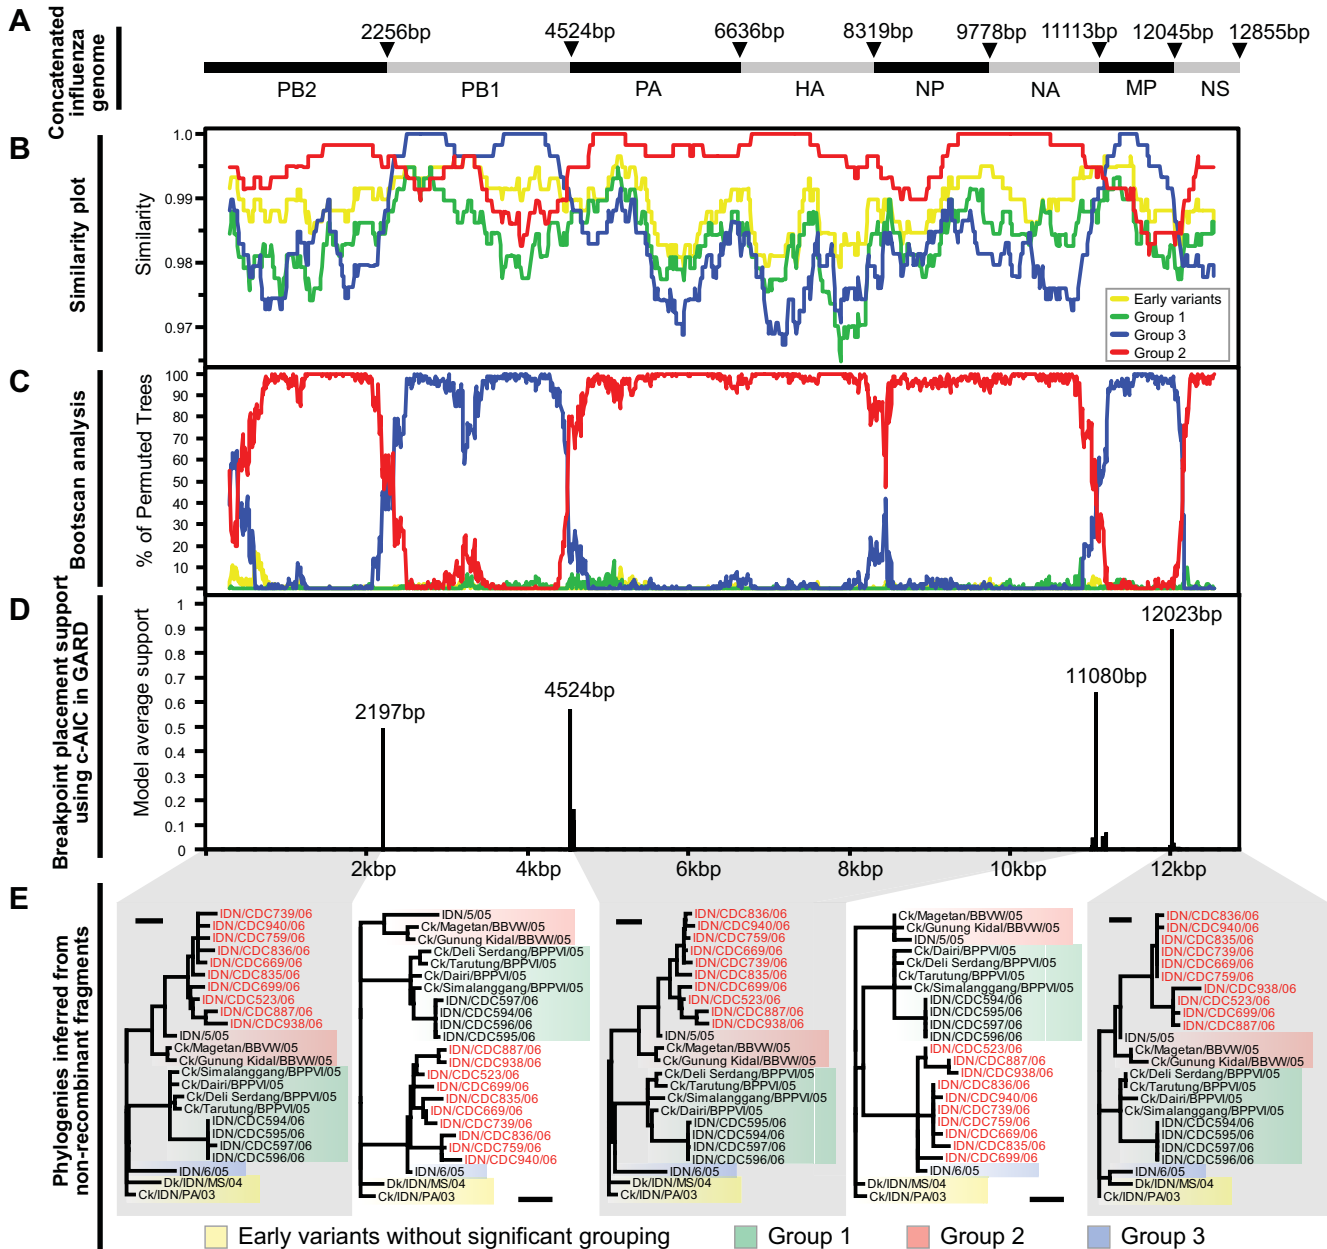 A
Concatenated
influenza
genome
2256bp
4524bp
6636bp
8319bp
9778bp
11113bp
12045bp
12855bp
PB2
PB1
PA
HA
NP
NA
MP
NS
B
Similarity plot
Similarity
1.0
0.99
0.98
0.97
Early variants
Group 1
Group 3
Group 2
C
Bootscan analysis
% of Permuted Trees
100
90
80
70
60
50
40
30
20
10
D
Breakpoint placement support
using c-AIC in GARD
Model average support
1
0.9
0.8
0.7
0.6
0.5
0.4
0.3
0.2
0.1
0
2197bp
4524bp
11080bp
12023bp
2kbp
4kbp
6kbp
8kbp
10kbp
12kbp
E
Phylogenies inferred from
non-recombinant fragments
IDN/CDC739/06
IDN/CDC940/06
IDN/CDC759/06
IDN/CDC836/06
IDN/CDC669/06
IDN/CDC835/06
IDN/CDC699/06
IDN/CDC523/06
IDN/CDC887/06
IDN/CDC938/06
IDN/5/05
Ck/Magetan/BBVW/05
Ck/Gunung Kidal/BBVW/05
Ck/Simalanggang/BPPVI/05
Ck/Dairi/BPPVI/05
Ck/Deli Serdang/BPPVI/05
Ck/Tarutung/BPPVI/05
IDN/CDC594/06
IDN/CDC595/06
IDN/CDC597/06
IDN/CDC596/06
IDN/6/05
Dk/IDN/MS/04
Ck/IDN/PA/03
IDN/5/05
Ck/Magetan/BBVW/05
Ck/Gunung Kidal/BBVW/05
Ck/Deli Serdang/BPPVI/05
Ck/Tarutung/BPPVI/05
Ck/Dairi/BPPVI/05
Ck/Simalanggang/BPPVI/05
IDN/CDC597/06
IDN/CDC594/06
IDN/CDC596/06
IDN/CDC595/06
IDN/CDC887/06
IDN/CDC938/06
IDN/CDC523/06
IDN/CDC699/06
IDN/CDC835/06
IDN/CDC669/06
IDN/CDC739/06
IDN/CDC836/06
IDN/CDC759/06
IDN/CDC940/06
IDN/6/05
Dk/IDN/MS/04
Ck/IDN/PA/03
IDN/CDC836/06
IDN/CDC940/06
IDN/CDC759/06
IDN/CDC669/06
IDN/CDC739/06
IDN/CDC835/06
IDN/CDC699/06
IDN/CDC523/06
IDN/CDC887/06
IDN/CDC938/06
IDN/5/05
Ck/Magetan/BBVW/05
Ck/Gunung Kidal/BBVW/05
Ck/Deli Serdang/BPPVI/05
Ck/Tarutung/BPPVI/05
Ck/Simalanggang/BPPVI/05
Ck/Dairi/BPPVI/05
IDN/CDC595/06
IDN/CDC594/06
IDN/CDC597/06
IDN/CDC596/06
IDN/6/05
Dk/IDN/MS/04
Ck/IDN/PA/03
Ck/Magetan/BBVW/05
Ck/Gunung Kidal/BBVW/05
IDN/5/05
Ck/Dairi/BPPVI/05
Ck/Deli Serdang/BPPVI/05
Ck/Tarutung/BPPVI/05
Ck/Simalanggang/BPPVI/05
IDN/CDC594/06
IDN/CDC595/06
IDN/CDC597/06
IDN/CDC596/06
IDN/CDC523/06
IDN/CDC887/06
IDN/CDC938/06
IDN/CDC836/06
IDN/CDC940/06
IDN/CDC739/06
IDN/CDC759/06
IDN/CDC669/06
IDN/CDC835/06
IDN/CDC699/06
IDN/6/05
Dk/IDN/MS/04
Ck/IDN/PA/03
IDN/CDC836/06
IDN/CDC940/06
IDN/CDC835/06
IDN/CDC739/06
IDN/CDC669/06
IDN/CDC759/06
IDN/CDC938/06
IDN/CDC523/06
IDN/CDC699/06
IDN/CDC887/06
IDN/5/05
Ck/Magetan/BBVW/05
Ck/Gunung Kidal/BBVW/05
Ck/Deli Serdang/BPPVI/05
Ck/Tarutung/BPPVI/05
Ck/Dairi/BPPVI/05
Ck/Simalanggang/BPPVI/05
IDN/CDC594/06
IDN/CDC595/06
IDN/CDC597/06
IDN/CDC596/06
IDN/6/05
Dk/IDN/MS/04
Ck/IDN/PA/03
Early variants without significant grouping
Group 1
Group 2
Group 3